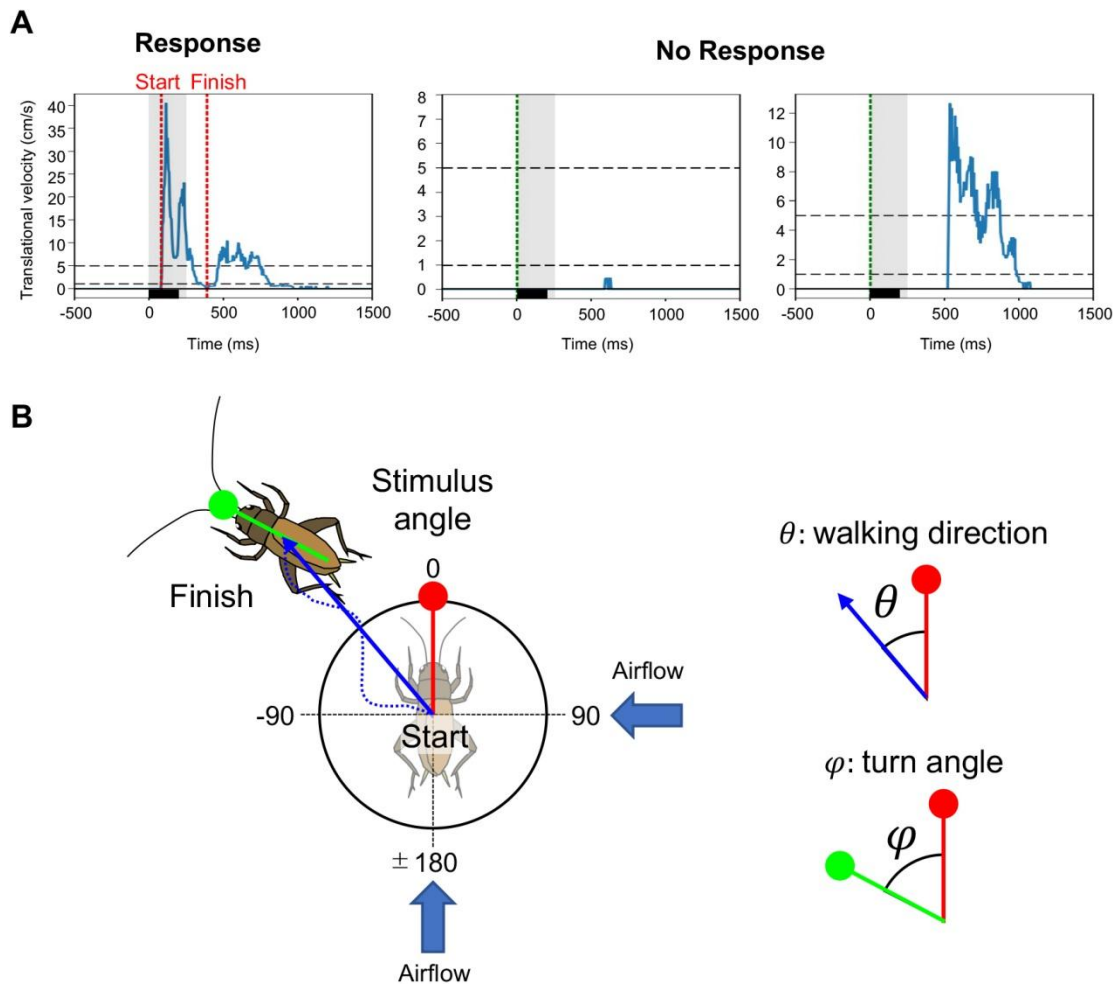 A
Response
No Response
Start Finish
Translational velocity (cm/s)
40
35
30
25
20
15
10
5
0
-500 0 500 1000 1500
Time (ms)
8
7
6
5
4
3
2
1
0
-500 0 500 1000 1500
Time (ms)
12
10
8
6
4
2
0
-500 0 500 1000 1500
Time (ms)
B
Stimulus
angle
0
Finish
Start
-90
90
Airflow
± 180
Airflow
θ: walking direction
θ
φ: turn angle
φ